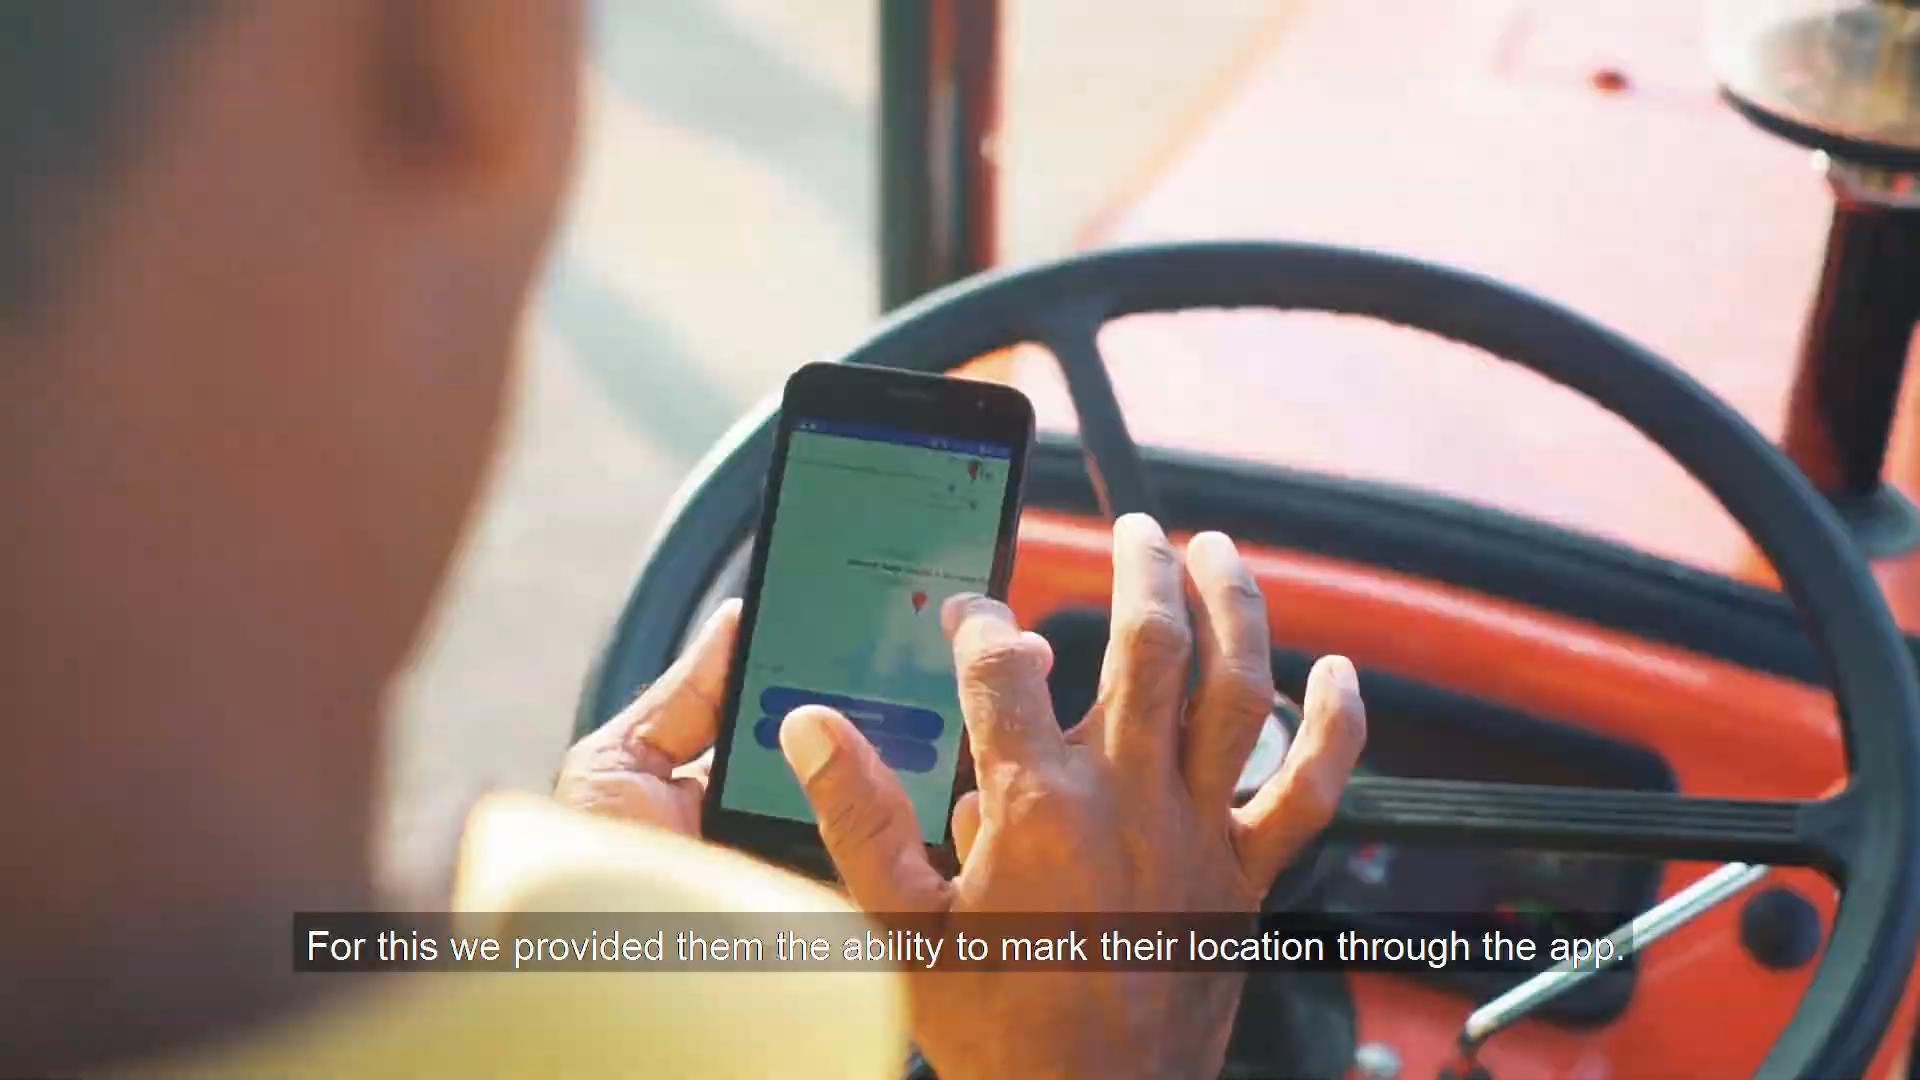 For this we provided them the ability to mark their location through the app.